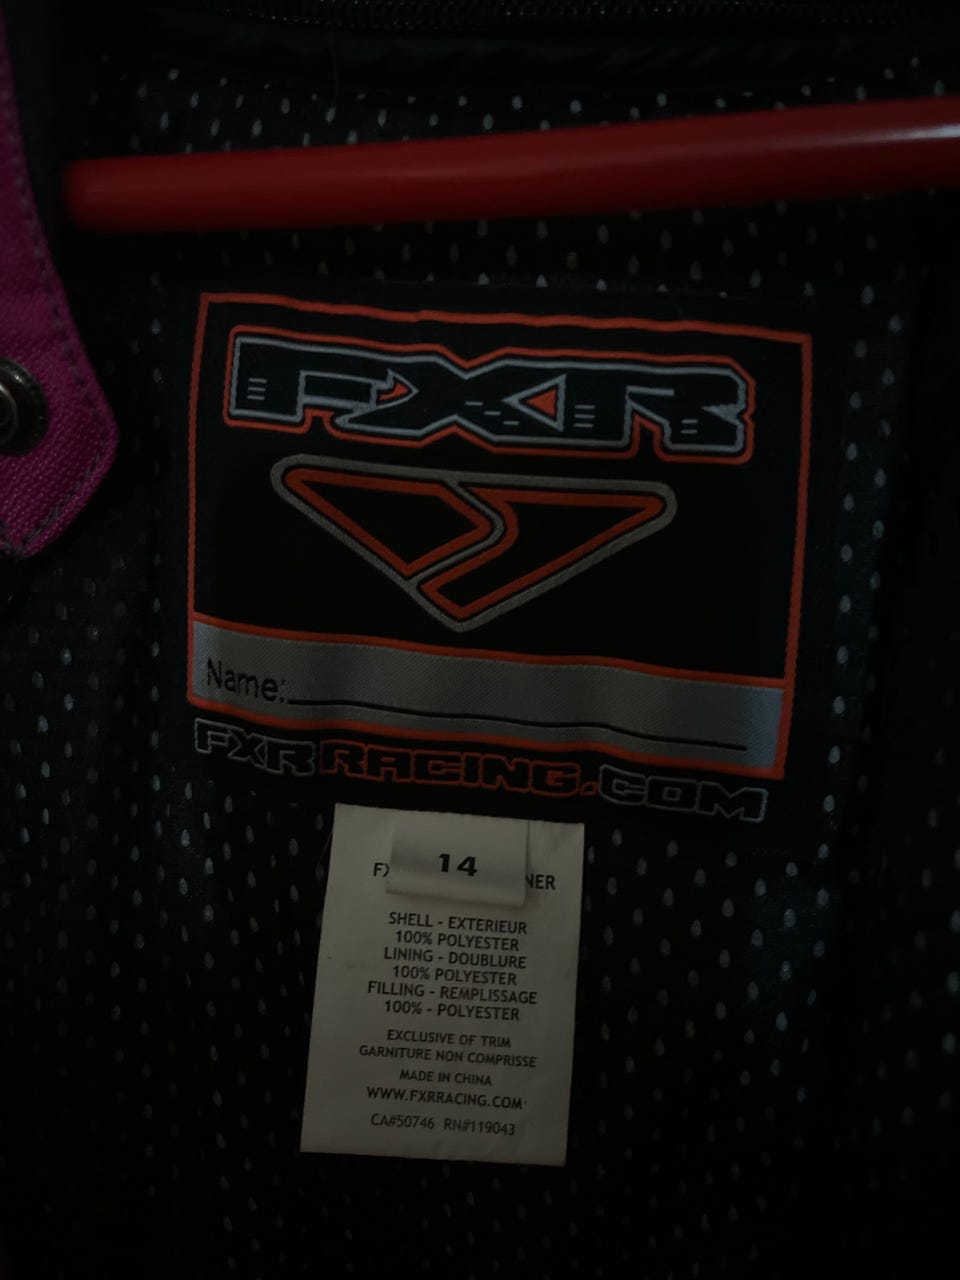 FXR
Name:
FXRRACING.COM
14
SHELL - EXTERIEUR
100% POLYESTER
LINING - DOUBLURE
100% POLYESTER
FILLING - REMPLISSAGE
100% - POLYESTER
EXCLUSIVE OF TRIM
GARNITURE NON COMPRISSE
MADE IN CHINA
WWW.FXRRACING.COM
CA#50746 RN#119043